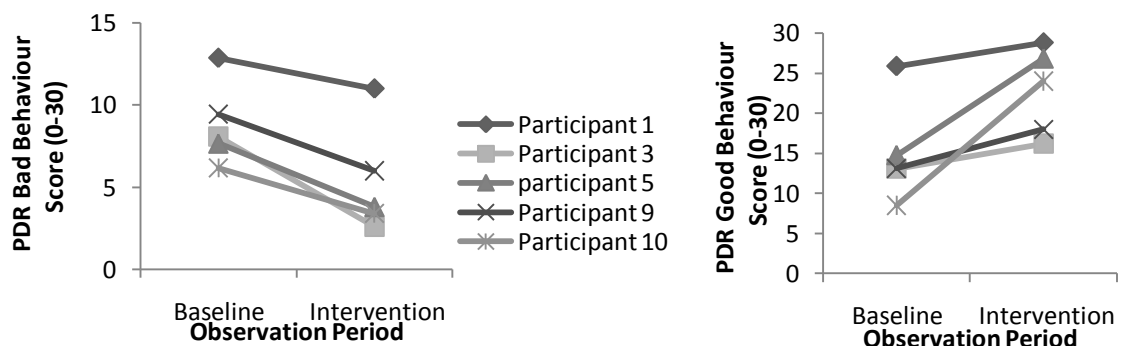 PDR Bad Behaviour
Score (0-30)
15
10
5
0
Baseline Intervention
Observation Period
Participant 1
Participant 3
participant 5
Participant 9
Participant 10
PDR Good Behaviour
Score (0-30)
30
25
20
15
10
5
0
Baseline Intervention
Observation Period